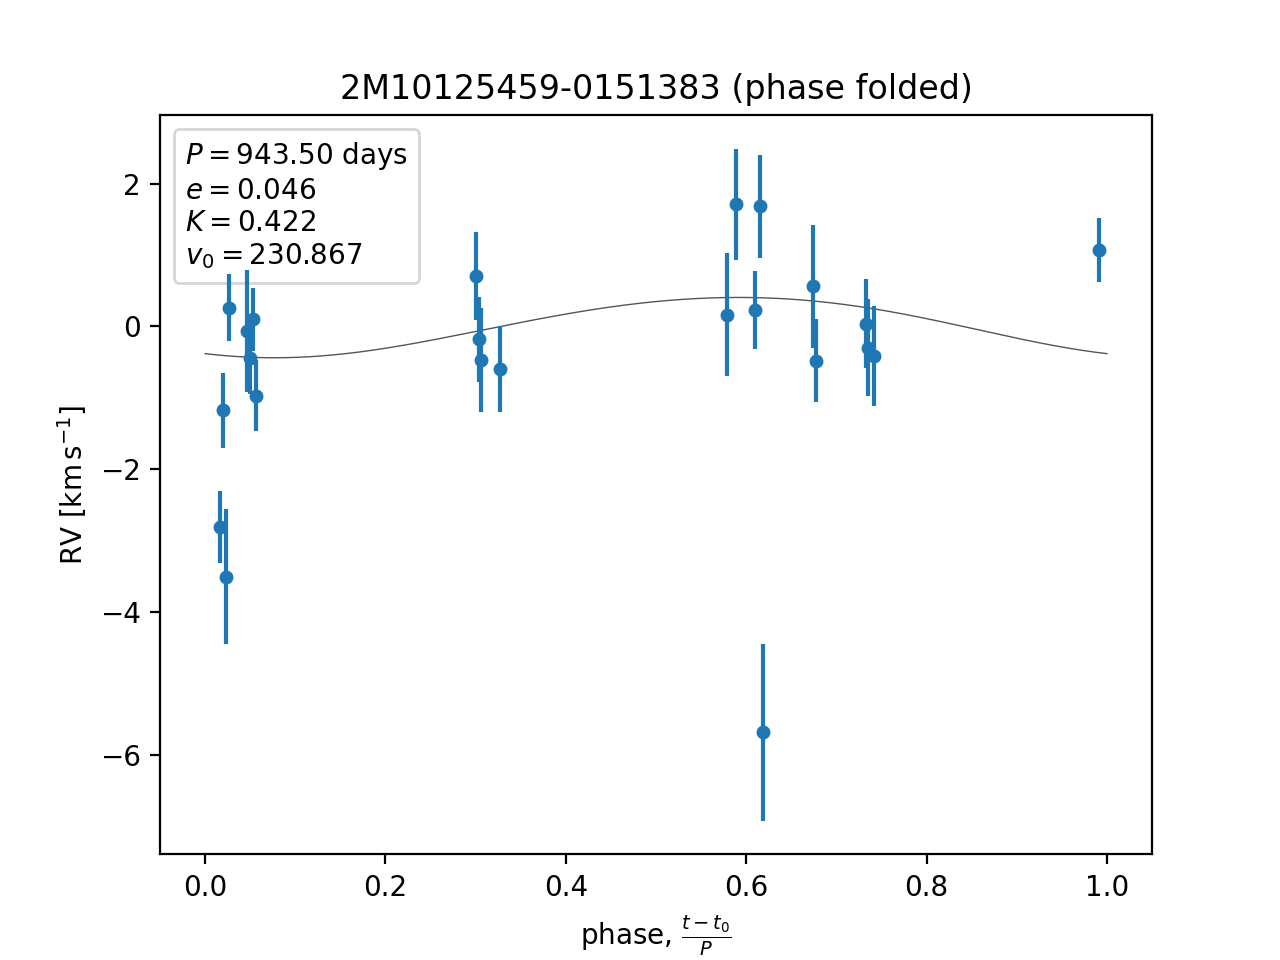 2M10125459-0151383 (phase folded)
P = 943.50 days
e = 0.046
K = 0.422
v₀ = 230.867
RV [km s⁻¹]
2
0
−2
−4
−6
0.0 0.2 0.4 0.6 0.8 1.0
phase, (t − t₀)/P